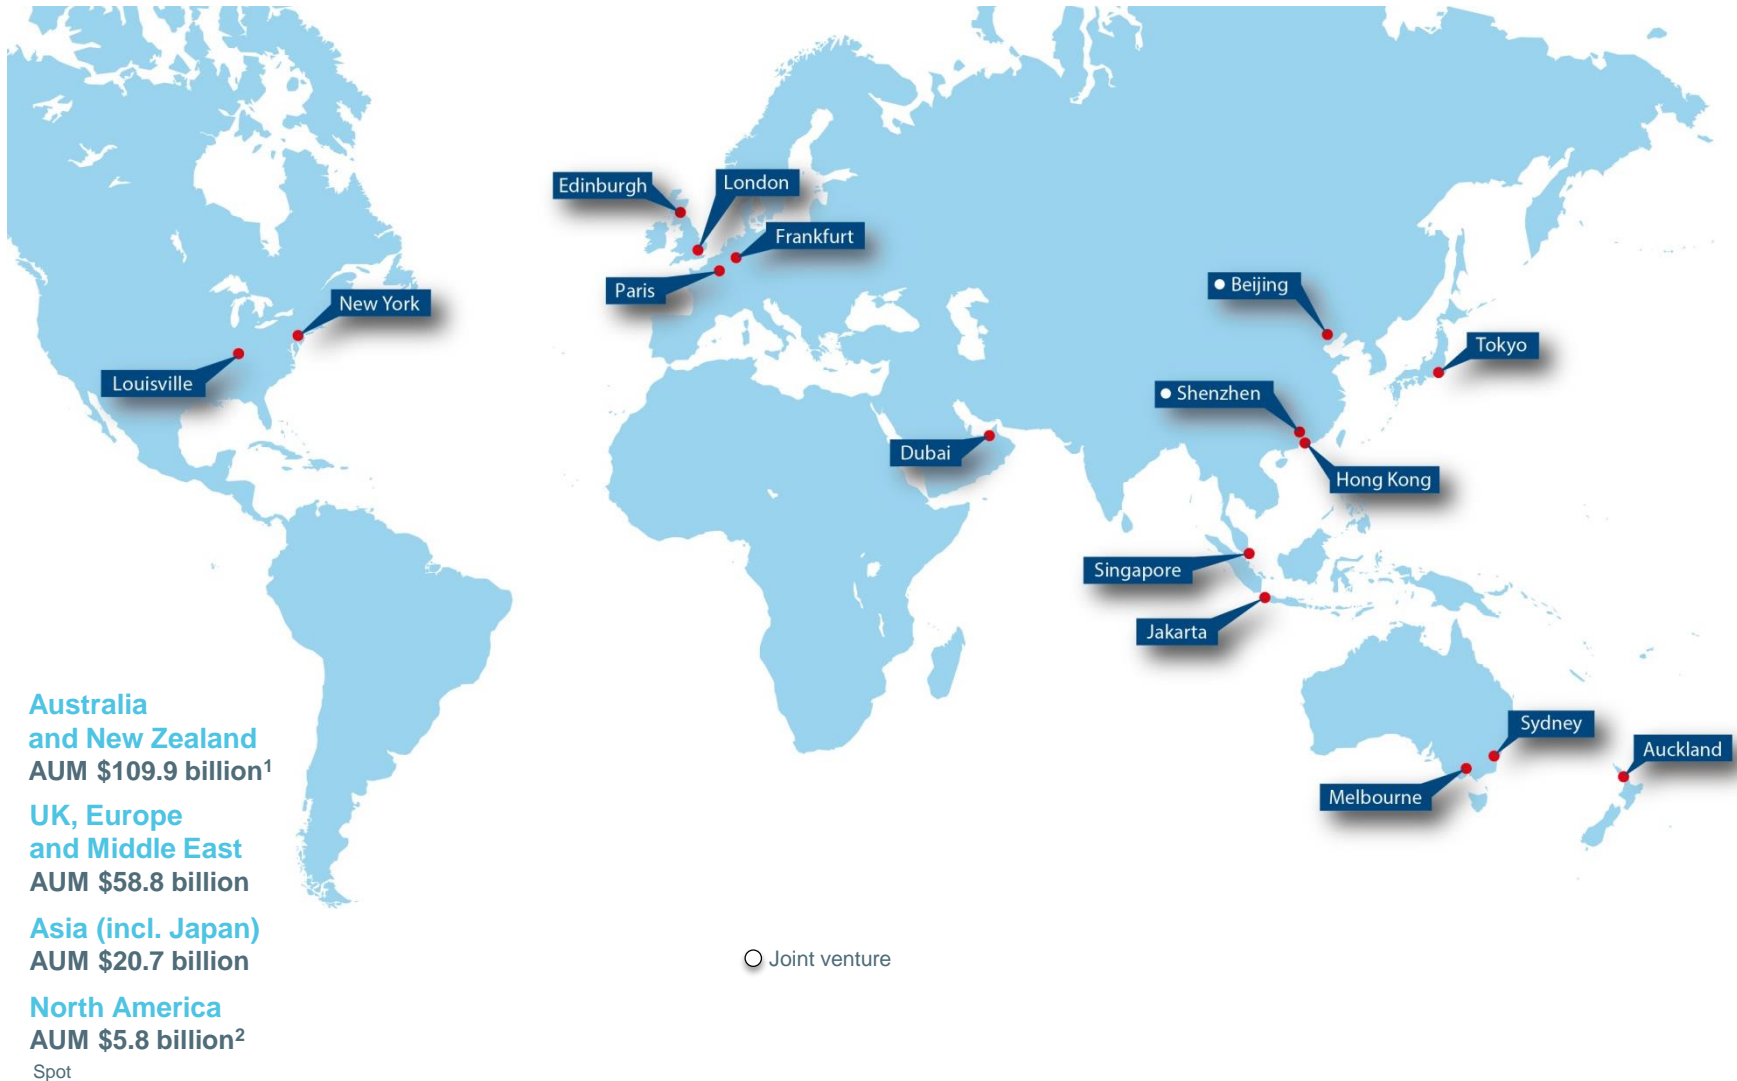 Edinburgh
London
Frankfurt
Paris
New York
Louisville
Beijing
Tokyo
Shenzhen
Dubai
Hong Kong
Singapore
Jakarta
Sydney
Auckland
Melbourne
Australia
and New Zealand
AUM $109.9 billion¹
UK, Europe
and Middle East
AUM $58.8 billion
Asia (incl. Japan)
AUM $20.7 billion
North America
AUM $5.8 billion²
Spot
Joint venture